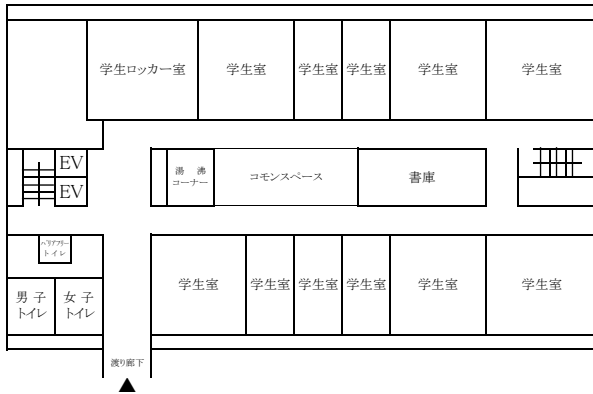 学生ロッカー室
学生室
学生室
学生室
学生室
学生室
EV
EV
湯 沸
コーナー
コモンスペース
書庫
バリアフリー
トイレ
男 子
トイレ
女 子
トイレ
学生室
学生室
学生室
学生室
学生室
学生室
渡り廊下